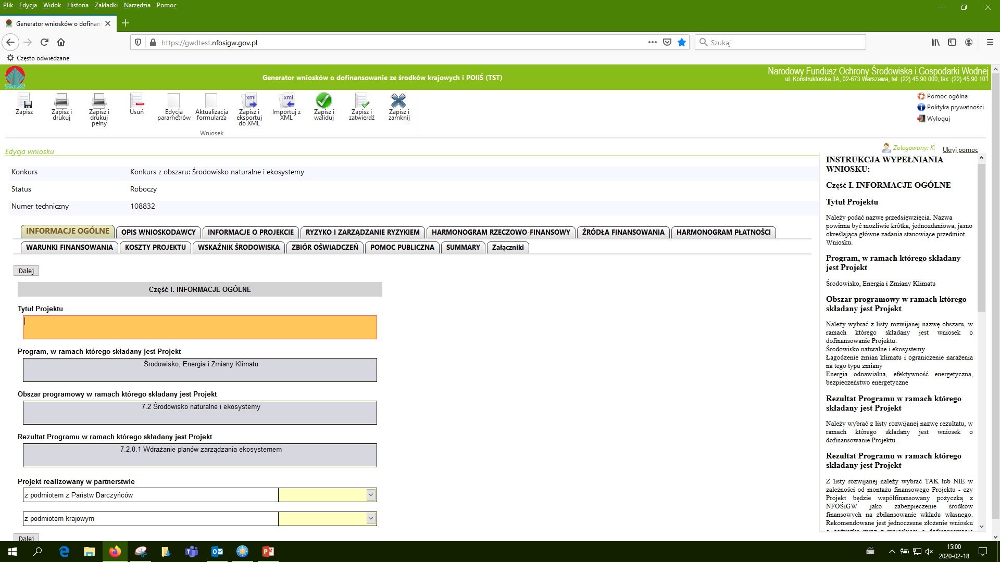 Plik Edycja Widok Historia Zakładki Narzędzia Pomoc
Generator wniosków o dofinan
https://gwdtest.nfosigw.gov.pl
Szukaj
Często odwiedzane
Generator wniosków o dofinansowanie ze środków krajowych i POIiŚ (TST)
Narodowy Fundusz Ochrony Środowiska i Gospodarki Wodnej
ul. Konstruktorska 3A, 02-673 Warszawa, tel: (22) 45 90 000, fax: (22) 45 90 101
Zapisz
Zapisz i drukuj
Zapisz i drukuj pełny
Usuń
Edycja parametrów
Aktualizacja formularza
xml
Zapisz i eksportuj do XML
xml
Importuj z XML
Zapisz i waliduj
Zapisz i zatwierdź
Zapisz i zamknij
Wniosek
Pomoc ogólna
Polityka prywatności
Wyloguj
Edycja wniosku
Zalogowany: K
Ukryj pomoc
Konkurs Konkurs z obszaru: Środowisko naturalne i ekosystemy
Status Roboczy
Numer techniczny 108832
INFORMACJE OGÓLNE OPIS WNIOSKODAWCY INFORMACJE O PROJEKCIE RYZYKO I ZARZĄDZANIE RYZYKIEM HARMONOGRAM RZECZOWO-FINANSOWY ŹRÓDŁA FINANSOWANIA HARMONOGRAM PŁATNOŚCI
WARUNKI FINANSOWANIA KOSZTY PROJEKTU WSKAŹNIK ŚRODOWISKA ZBIÓR OŚWIADCZEŃ POMOC PUBLICZNA SUMMARY Załączniki
Dalej
Część I. INFORMACJE OGÓLNE
Tytuł Projektu
Program, w ramach którego składany jest Projekt
Środowisko, Energia i Zmiany Klimatu
Obszar programowy w ramach którego składany jest Projekt
7.2 Środowisko naturalne i ekosystemy
Rezultat Programu w ramach którego składany jest Projekt
7.2.0.1 Wdrażanie planów zarządzania ekosystemem
Projekt realizowany w partnerstwie
z podmiotem z Państw Darczyńców
z podmiotem krajowym
Dalej
INSTRUKCJA WYPEŁNIANIA
WNIOSKU:
Część I. INFORMACJE OGÓLNE
Tytuł Projektu
Należy podać nazwę przedsięwzięcia. Nazwa
powinna być możliwie krótka, jednozdaniowa, jasno
określająca główne zadania stanowiące przedmiot
Wniosku.
Program, w ramach którego składany
jest Projekt
Środowisko, Energia i Zmiany Klimatu
Obszar programowy w ramach którego
składany jest Projekt
Należy wybrać z listy rozwijanej nazwę obszaru, w
ramach którego składany jest wniosek o
dofinansowanie Projektu.
Środowisko naturalne i ekosystemy
Łagodzenie zmian klimatu i ograniczenie narażenia
na tego typu zmiany
Energia odnawialna, efektywność energetyczna,
bezpieczeństwo energetyczne
Rezultat Programu w ramach którego
składany jest Projekt
Należy wybrać z listy rozwijanej nazwę rezultatu, w
ramach którego składany jest wniosek o
dofinansowanie Projektu.
Rezultat Programu w ramach którego
składany jest Projekt
Z listy rozwijanej należy wybrać TAK lub NIE w
zależności od montażu finansowego Projektu - czy
Projekt będzie współfinansowany pożyczką z
NFOŚiGW jako zabezpieczenie środków
finansowych na zbilansowanie wkładu własnego.
Rekomendowane jest jednoczesne złożenie wniosku
15:00
2020-02-18